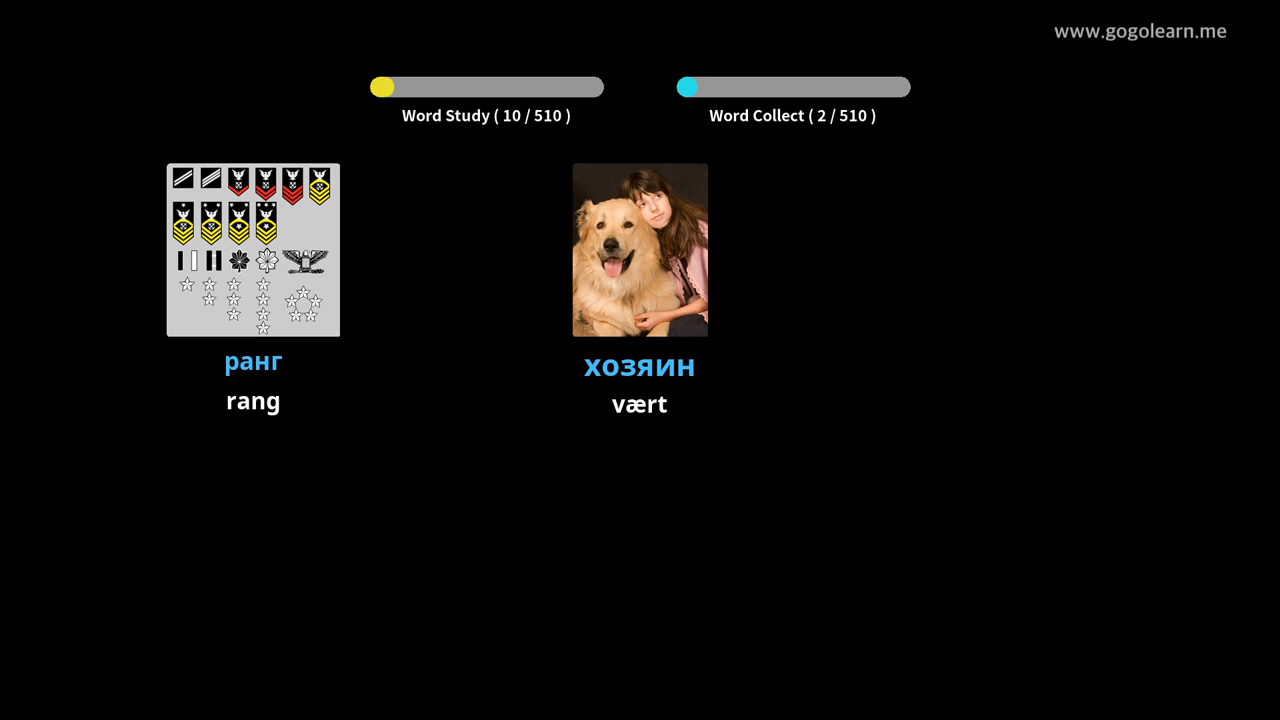 www.gogolearn.me
Word Study ( 10 / 510 )
Word Collect ( 2 / 510 )
ранг
rang
хозяин
vært